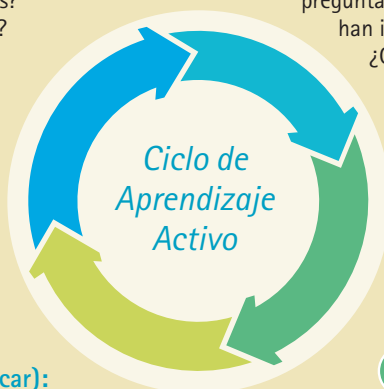 ?
pregunta
han i
¿
Ciclo de
Aprendizaje
Activo
car):